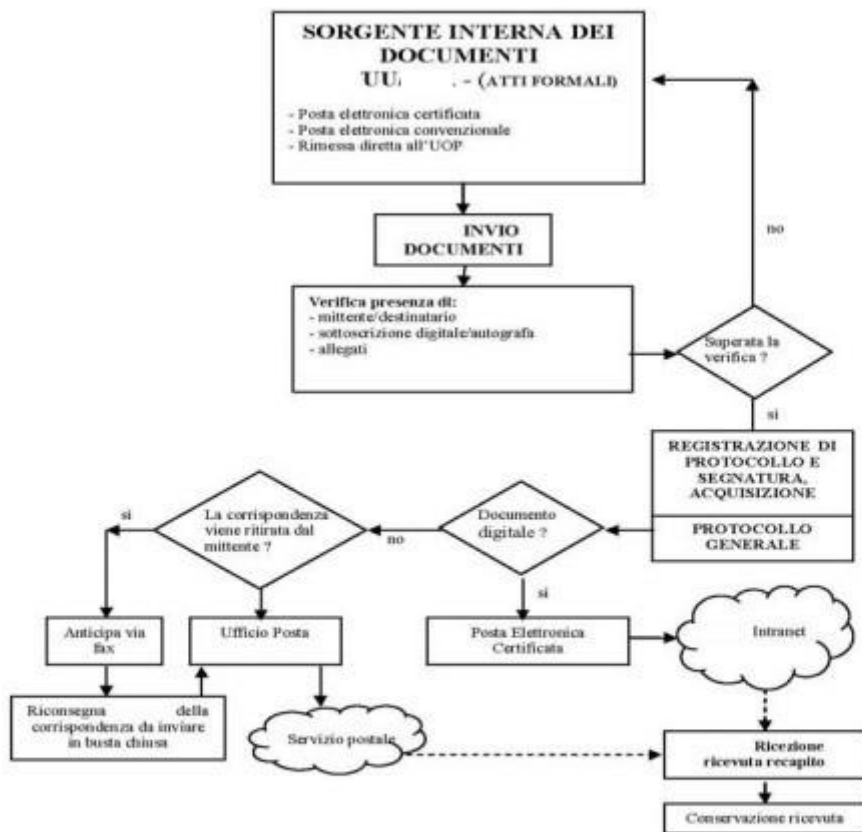 SORGENTE INTERNA DEI
DOCUMENTI
UU . - (ATTI FORMALI)
- Posta elettronica certificata
- Posta elettronica convenzionale
- Rimessa diretta all'UOP
INVIO
DOCUMENTI
no
Verifica presenza di:
- mittente/destinatario
- sottoscrizione digitale/autografa
- allegati
Superata la
verifica ?
si
REGISTRAZIONE DI
PROTOCOLLO E
SEGNATURA,
ACQUISIZIONE
PROTOCOLLO
GENERALE
Documento
digitale ?
no
La corrispondenza
viene ritirata dal
mittente ?
si
si
Anticipa via
fax
Ufficio Posta
Posta Elettronica
Certificata
Intranet
Riconsegna della
corrispondenza da inviare
in busta chiusa
Servizio postale
Ricezione
ricevuta recapito
Conservazione ricevuta